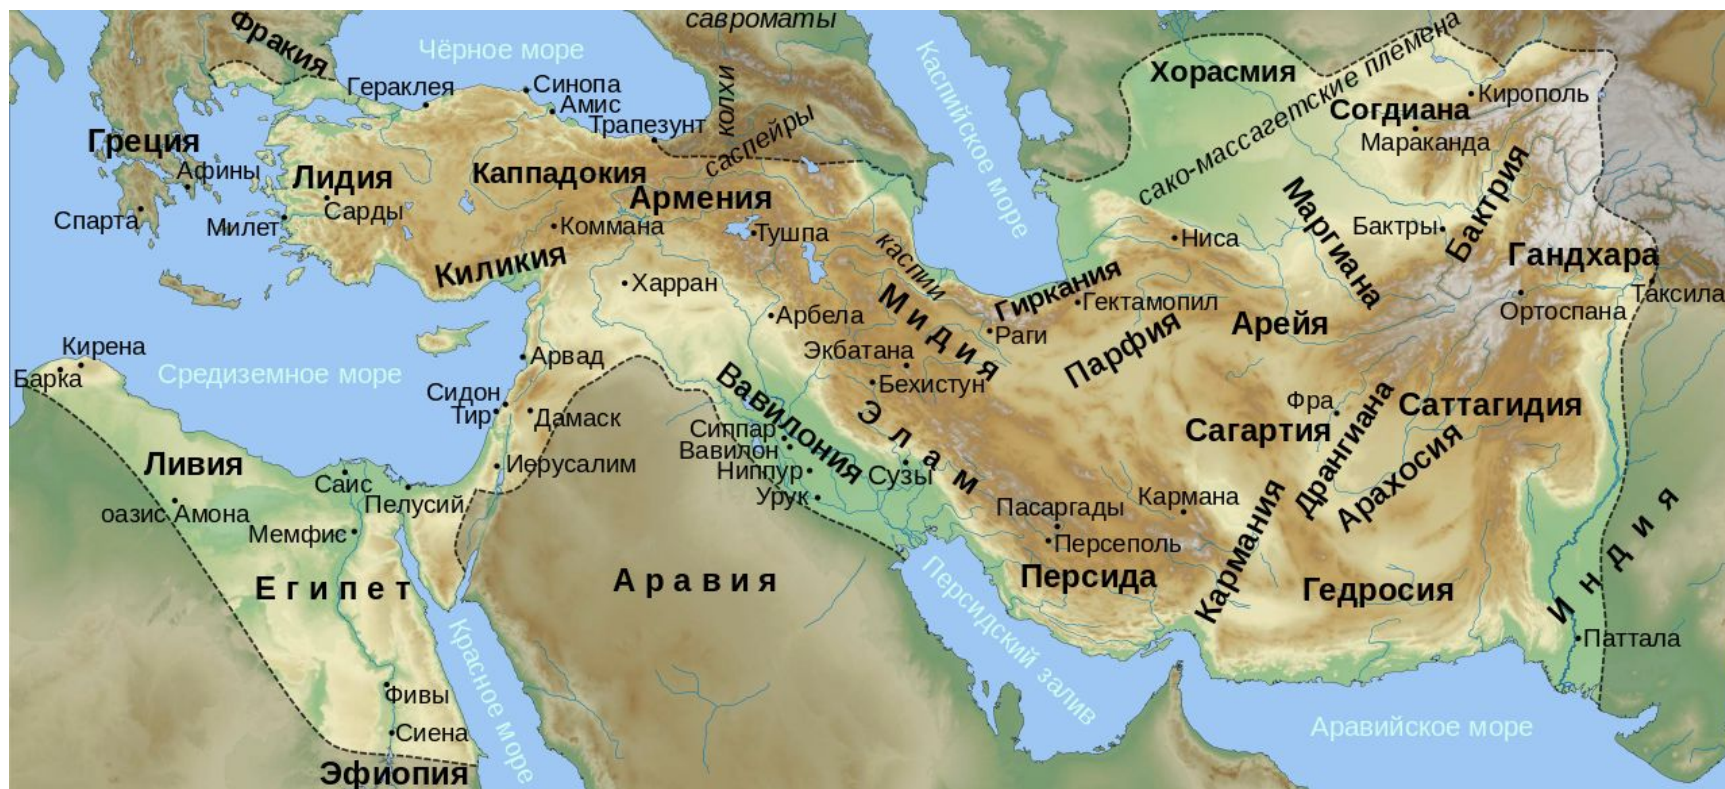 савроматы
Фракия
Чёрное море
Каспийское море
колхи
Хорасмия
сако-массагетские племена
Гераклея
Синопа
Амис
Трапезунт
саспейры
Согдиана
Кирополь
Мараканда
Греция
Афины
Лидия
Сарды
Каппадокия
Армения
Спарта
Милет
Коммана
Тушпа
каспии
Ниса
Маргиана
Бактры
Бактрия
Гандхара
Киликия
Харран
Мидия
Гиркания
Гектамопил
Таксила
Ортоспана
Арбела
Раги
Парфия
Арейя
Кирена
Барка
Средиземное море
Арвад
Экбатана
Бехистун
Сидон
Тир
Дамаск
Вавилония
Элам
Фра
Дрангиана
Саттагидия
Сагартия
Арахосия
Сиппар
Вавилон
Ниппур
Урук
Сузы
Ливия
Саис
Пелусий
Иерусалим
оазис Амона
Мемфис
Пасаргады
Кармана
Персеполь
Египет
Аравия
Персида
Кармания
Гедросия
Индия
Красное море
Персидский залив
Паттала
Фивы
Сиена
Аравийское море
Эфиопия